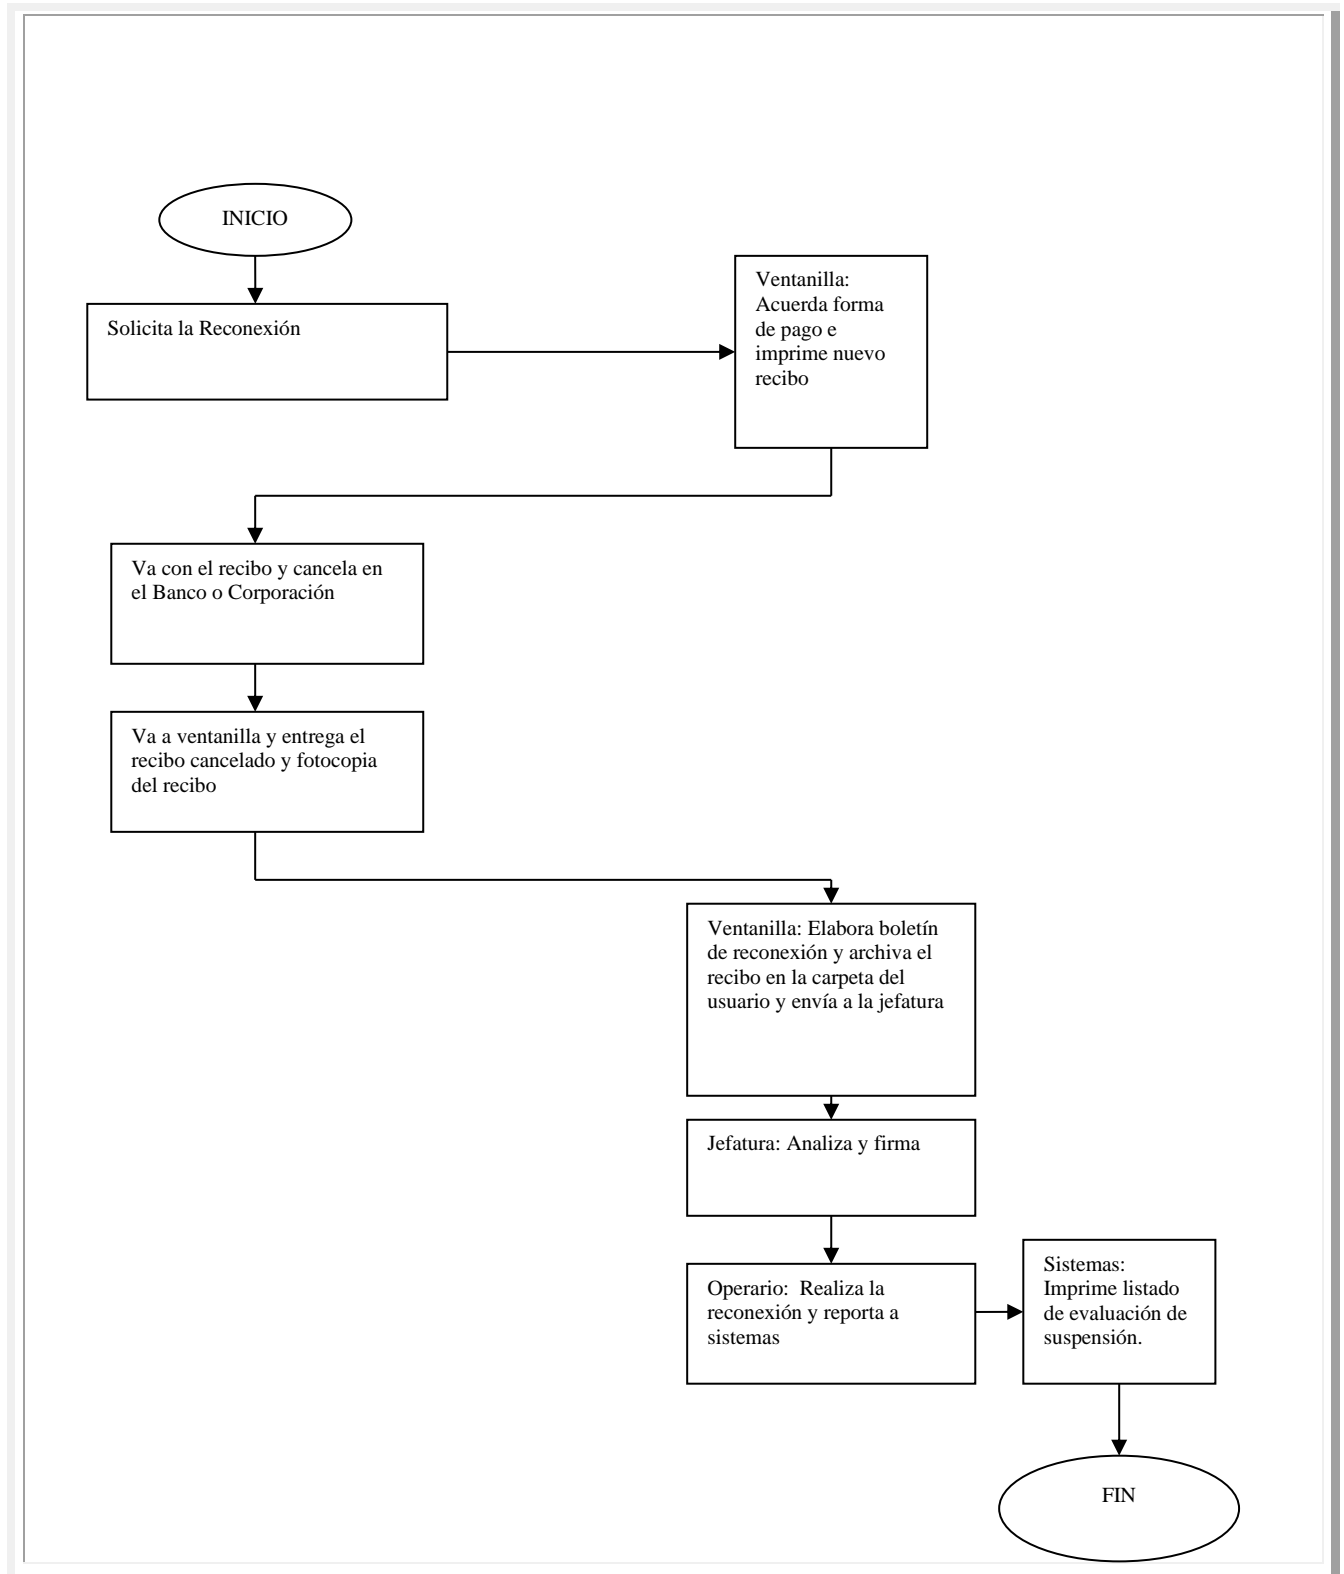 INICIO
Solicita la Reconexión
Ventanilla:
Acuerda forma
de pago e
imprime nuevo
recibo
Va con el recibo y cancela en
el Banco o Corporación
Va a ventanilla y entrega el
recibo cancelado y fotocopia
del recibo
Ventanilla: Elabora boletín
de reconexión y archiva el
recibo en la carpeta del
usuario y envía a la jefatura
Jefatura: Analiza y firma
Operario:  Realiza la
reconexión y reporta a
sistemas
Sistemas:
Imprime listado
de evaluación de
suspensión.
FIN